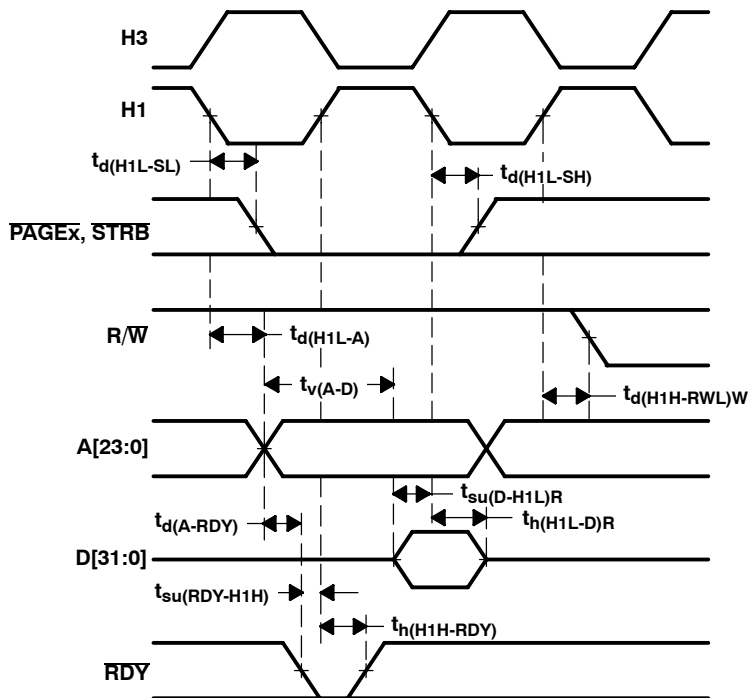 H3
H1
td(H1L-SL)
td(H1L-SH)
PAGEx, STRB
R/W
td(H1L-A)
tv(A-D)
td(H1H-RWL)W
A[23:0]
tsu(D-H1L)R
td(A-RDY)
th(H1L-D)R
D[31:0]
tsu(RDY-H1H)
th(H1H-RDY)
RDY